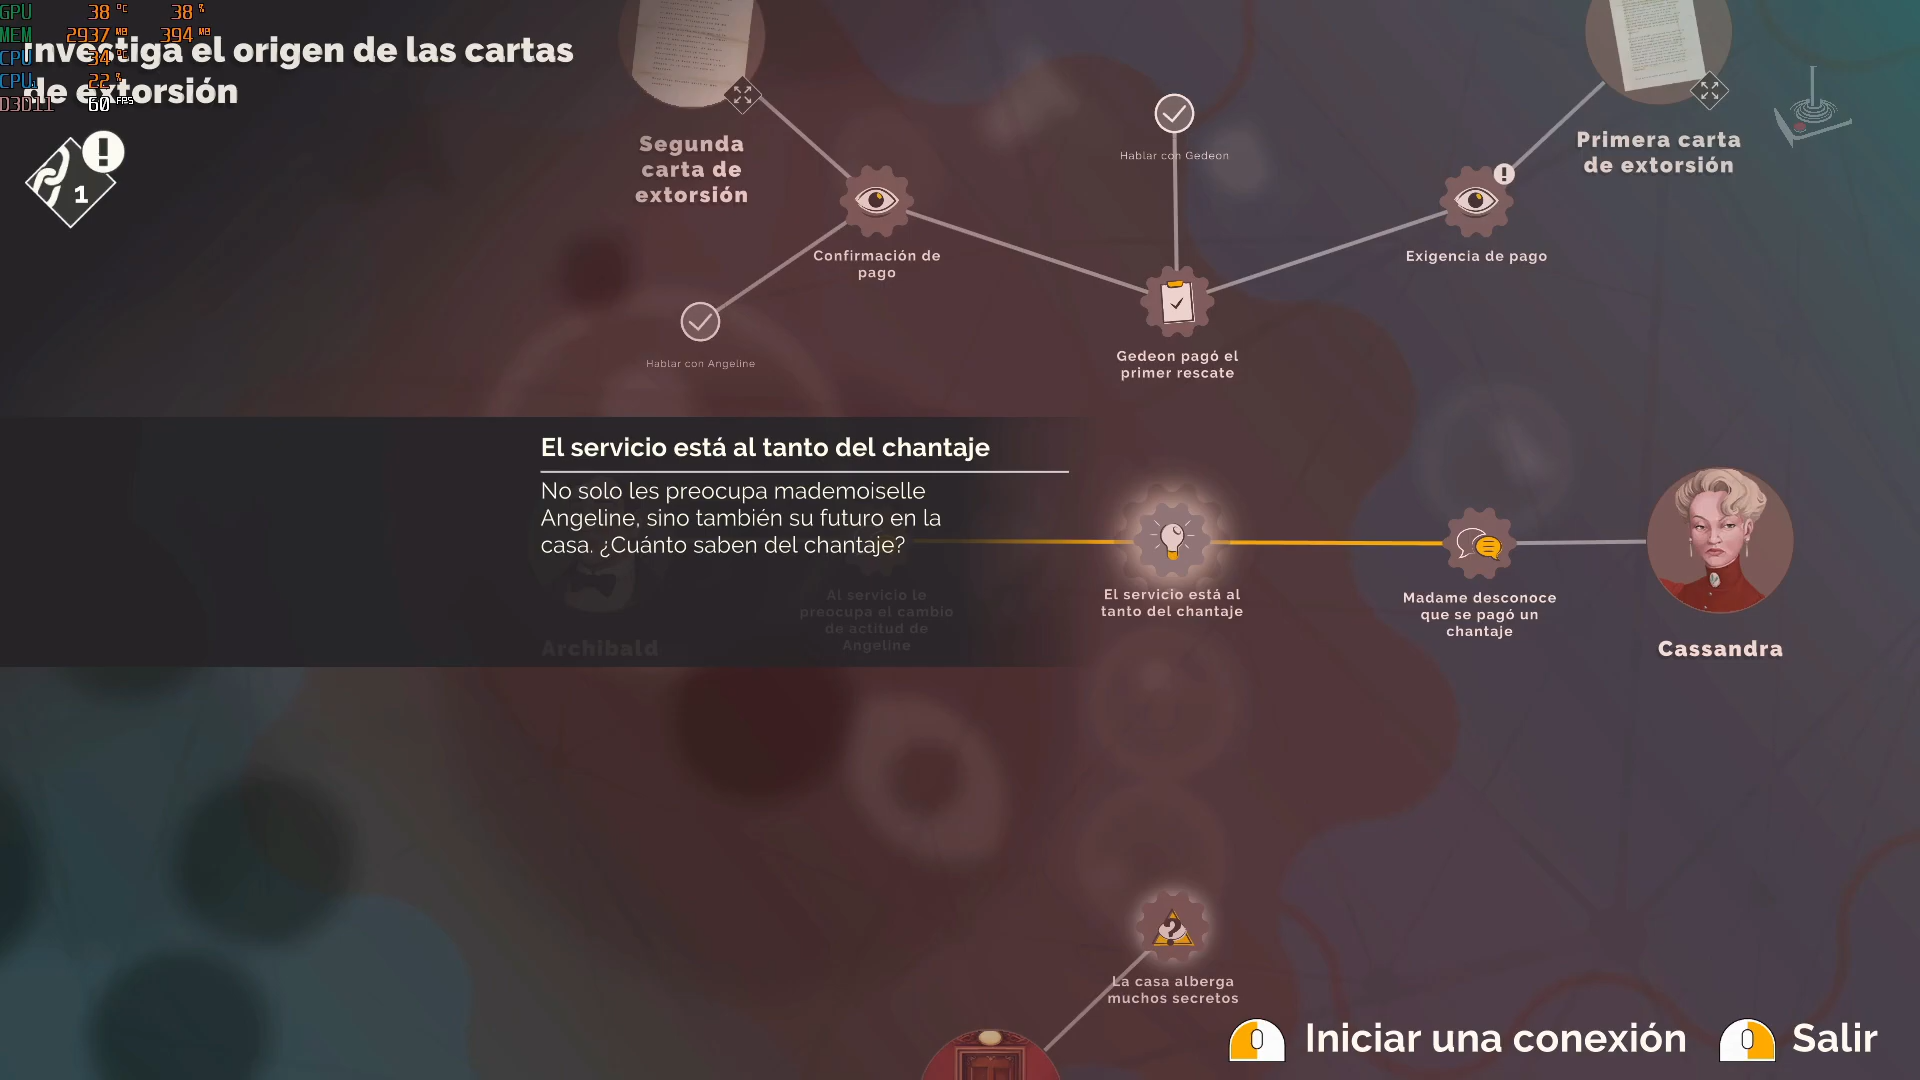 GPU 38 °C 38 %
MEM 2937 MB 394 MB
CPU 34 °C
CPU1 22 %
D3D11 60 FPS
Investiga el origen de las cartas
de extorsión
1
Segunda
carta de
extorsión
Hablar con Gedeon
Primera carta
de extorsión
Confirmación de
pago
Exigencia de pago
Hablar con Angeline
Gedeon pagó el
primer rescate
El servicio está al tanto del chantaje
No solo les preocupa mademoiselle
Angeline, sino también su futuro en la
casa. ¿Cuánto saben del chantaje?
Al servicio le
preocupa el cambio
de actitud de
Angeline
Archibald
El servicio está al
tanto del chantaje
Madame desconoce
que se pagó un
chantaje
Cassandra
La casa alberga
muchos secretos
Iniciar una conexión
Salir